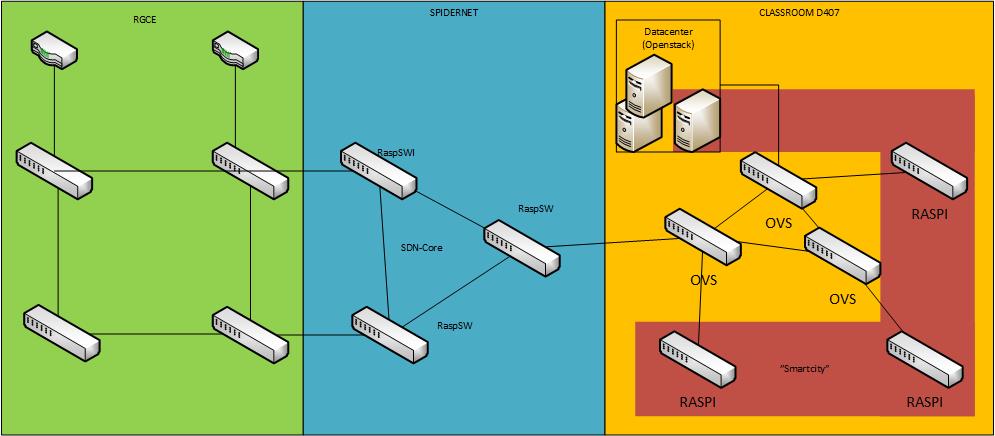 RGCE
SPIDERNET
CLASSROOM D407
Datacenter
(Openstack)
RaspSWI
RaspSW
SDN-Core
RaspSW
OVS
RASPI
OVS
OVS
"Smartcity"
RASPI
RASPI